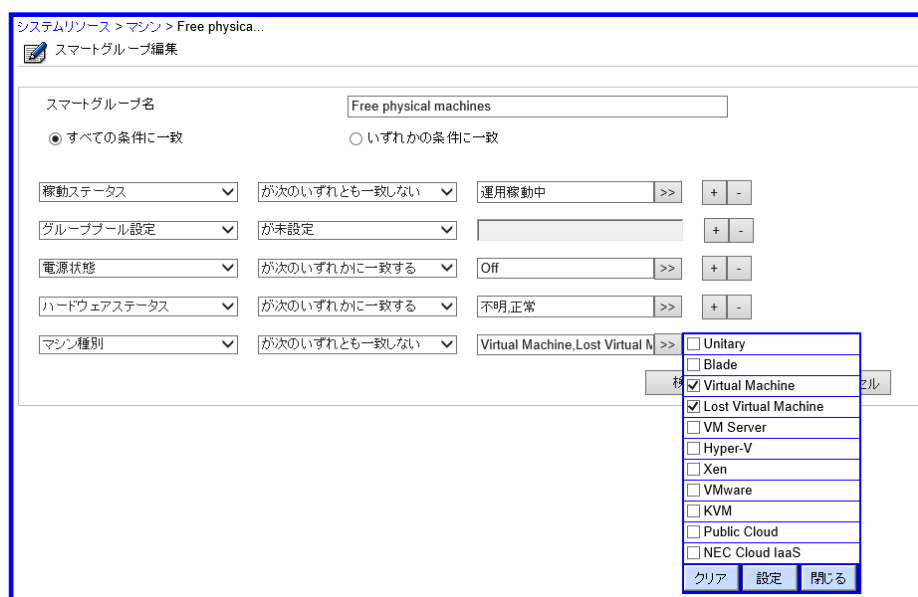 システムリソース > マシン > Free physica...
スマートグループ編集
スマートグループ名 Free physical machines
すべての条件に一致 いずれかの条件に一致
稼動ステータス が次のいずれとも一致しない 運用稼動中 >> + -
グループプール設定 が未設定 + -
電源状態 が次のいずれかに一致する Off >> + -
ハードウェアステータス が次のいずれかに一致する 不明,正常 >> + -
マシン種別 が次のいずれとも一致しない Virtual Machine,Lost Virtual >>
Unitary
Blade
Virtual Machine
セル
Lost Virtual Machine
VM Server
Hyper-V
Xen
VMware
KVM
Public Cloud
NEC Cloud IaaS
クリア 設定 閉じる